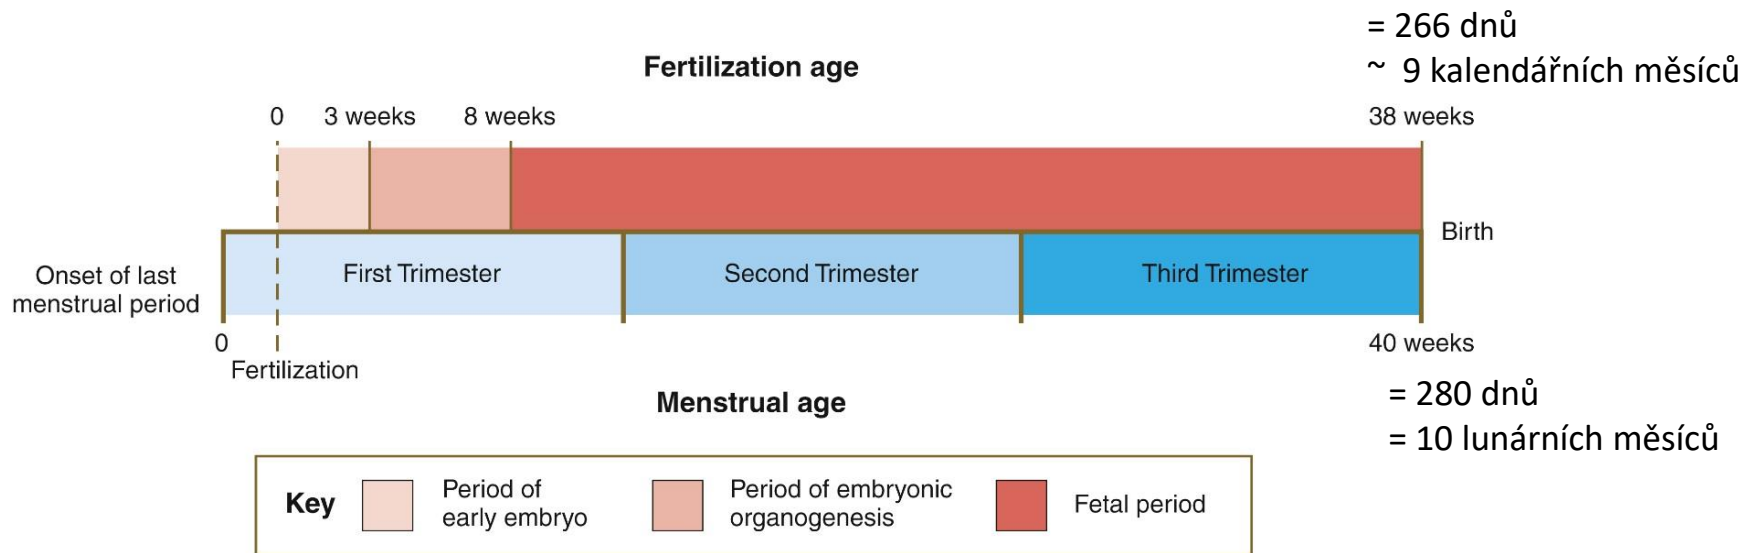 = 266 dnů
~ 9 kalendářních měsíců
Fertilization age
0 3 weeks 8 weeks 38 weeks
Birth
Onset of last
menstrual period
First Trimester Second Trimester Third Trimester
0 40 weeks
Fertilization
Menstrual age
= 280 dnů
= 10 lunárních měsíců
Key
Period of
early embryo
Period of embryonic
organogenesis
Fetal period